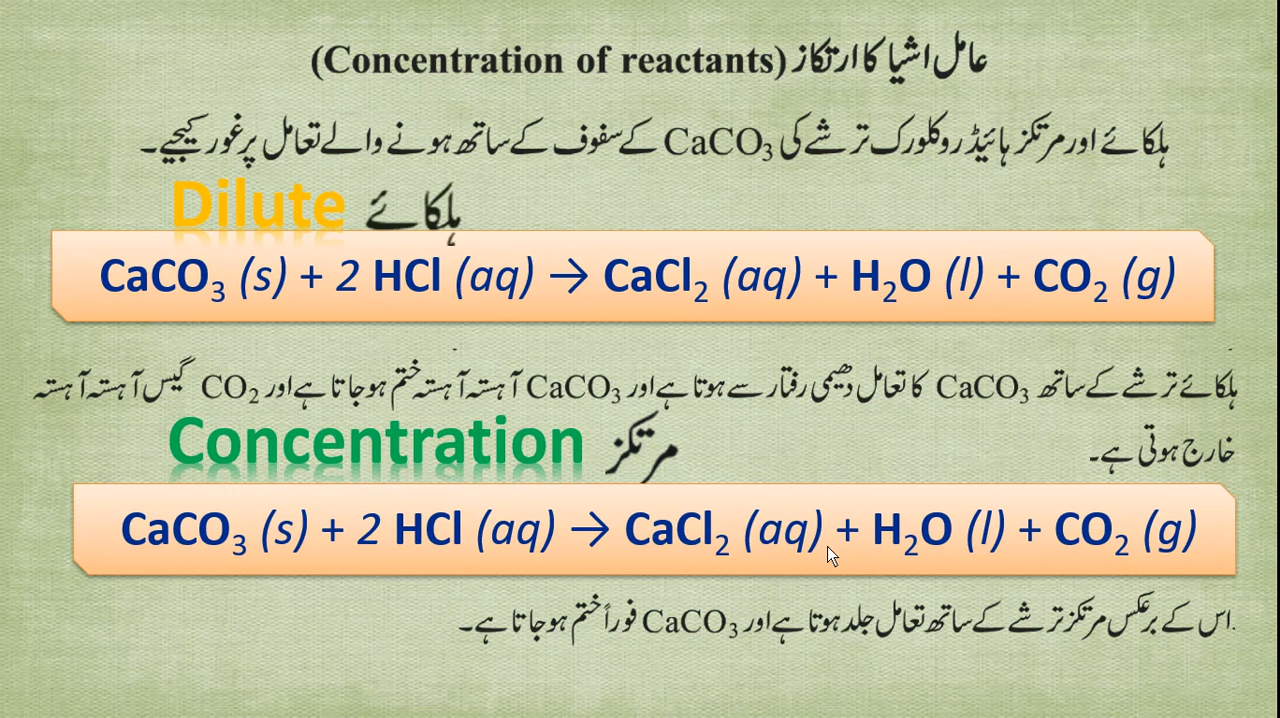 عامل اشیا کا ارتکاز (Concentration of reactants)
ہلکائے اور مرتکز ہائیڈروکلورک ترشے کی CaCO₃ کے سفوف کے ساتھ ہونے والے تعامل پر غور کیجیے۔
Dilute ہلکائے
CaCO₃ (s) + 2 HCl (aq) → CaCl₂ (aq) + H₂O (l) + CO₂ (g)
ہلکائے ترشے کے ساتھ CaCO₃ کا تعامل دھیمی رفتار سے ہوتا ہے اور CaCO₃ آہستہ آہستہ ختم ہو جاتا ہے اور CO₂ گیس آہستہ آہستہ
خارج ہوتی ہے۔
Concentration مرتکز
CaCO₃ (s) + 2 HCl (aq) → CaCl₂ (aq) + H₂O (l) + CO₂ (g)
اس کے برعکس مرتکز ترشے کے ساتھ تعامل جلد ہوتا ہے اور CaCO₃ فوراً ختم ہو جاتا ہے۔